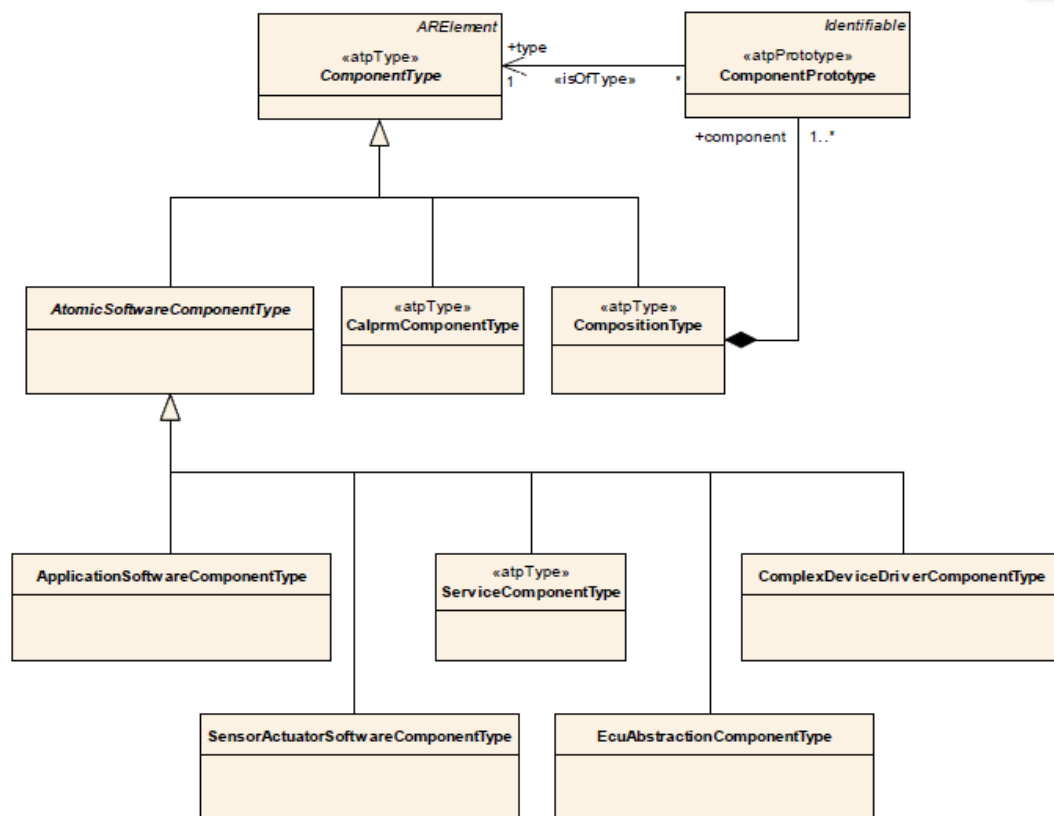 ARElement
«atpType»
ComponentType
+type
1
«isOfType»
*
Identifiable
«atpPrototype»
ComponentPrototype
+component
1..*
AtomicSoftwareComponentType
«atpType»
CalprmComponentType
«atpType»
CompositionType
ApplicationSoftwareComponentType
«atpType»
ServiceComponentType
ComplexDeviceDriverComponentType
SensorActuatorSoftwareComponentType
EcuAbstractionComponentType